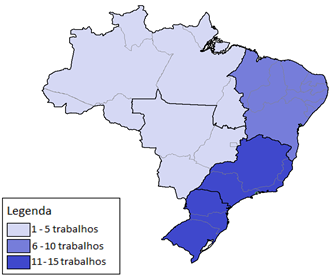 Legenda
1 - 5 trabalhos
6 - 10 trabalhos
11- 15 trabalhos